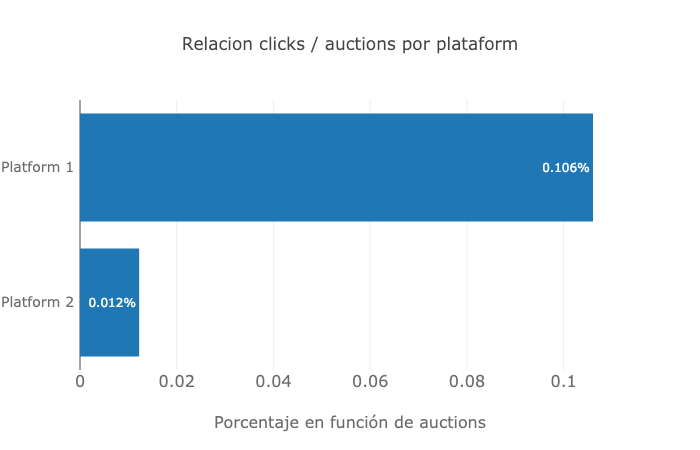 Relacion clicks / auctions por plataform
Platform 1
0.106%
Platform 2
0.012%
0 0.02 0.04 0.06 0.08 0.1
Porcentaje en función de auctions